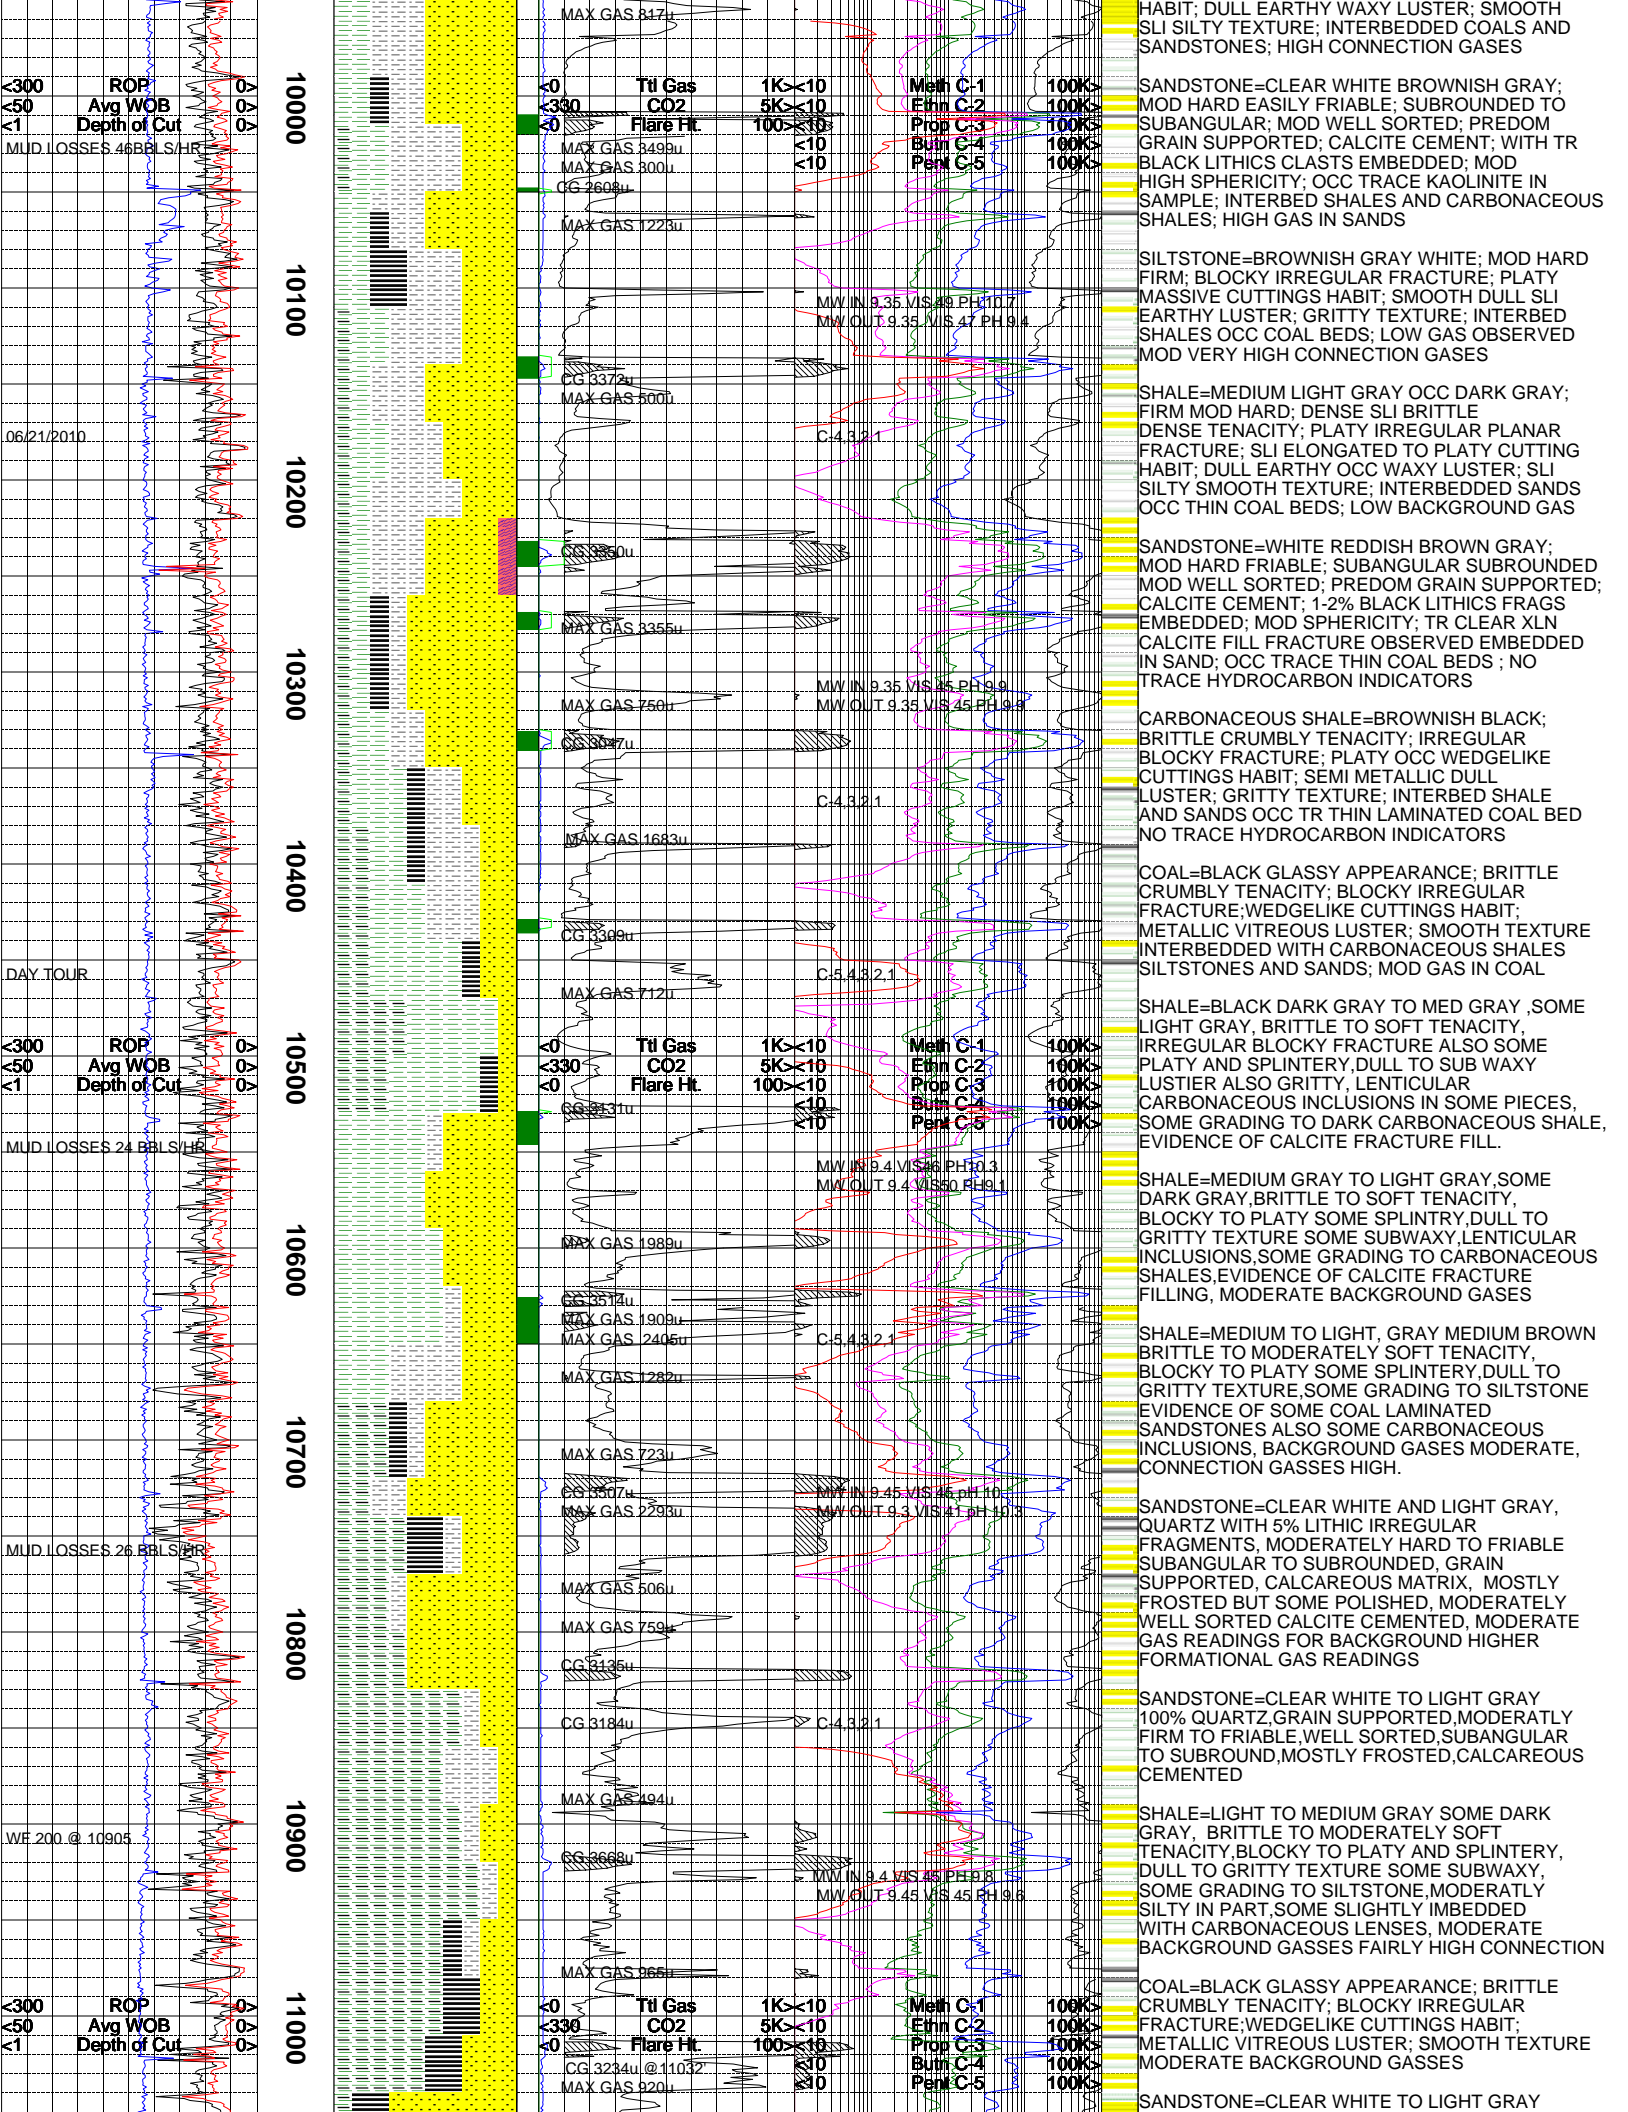 HABIT; DULL EARTHY WAXY LUSTER; SMOOTH
SLI SILTY TEXTURE; INTERBEDDED COALS AND
SANDSTONES; HIGH CONNECTION GASES
MAX GAS 817u
<300 ROP 0>
<50 Avg WOB 0>
<1 Depth of Cut 0>
10000
<0 Ttl Gas 1K>
<330 CO2 5K>
<0 Flare Ht. 100>
<10 Meth C-1 100K>
<10 Ethn C-2 100K>
<10 Prop C-3 100K>
<10 Butn C-4 100K>
<10 Pent C-5 100K>
MUD LOSSES 46BBLS/HR
MAX GAS 3499u
MAX GAS 300u
CG 2608u
MAX GAS 1223u
SANDSTONE=CLEAR WHITE BROWNISH GRAY;
MOD HARD EASILY FRIABLE; SUBROUNDED TO
SUBANGULAR; MOD WELL SORTED; PREDOM
GRAIN SUPPORTED; CALCITE CEMENT; WITH TR
BLACK LITHICS CLASTS EMBEDDED; MOD
HIGH SPHERICITY; OCC TRACE KAOLINITE IN
SAMPLE; INTERBED SHALES AND CARBONACEOUS
SHALES; HIGH GAS IN SANDS
10100
MW IN 9.35 VIS 49 PH 10.7
MW OUT 9.35 VIS 47 PH 9.4
SILTSTONE=BROWNISH GRAY WHITE; MOD HARD
FIRM; BLOCKY IRREGULAR FRACTURE; PLATY
MASSIVE CUTTINGS HABIT; SMOOTH DULL SLI
EARTHY LUSTER; GRITTY TEXTURE; INTERBED
SHALES OCC COAL BEDS; LOW GAS OBSERVED
MOD VERY HIGH CONNECTION GASES
CG 3372u
MAX GAS 500u
06/21/2010
C-4,3,2,1
SHALE=MEDIUM LIGHT GRAY OCC DARK GRAY;
FIRM MOD HARD; DENSE SLI BRITTLE
DENSE TENACITY; PLATY IRREGULAR PLANAR
FRACTURE; SLI ELONGATED TO PLATY CUTTING
HABIT; DULL EARTHY OCC WAXY LUSTER; SLI
SILTY SMOOTH TEXTURE; INTERBEDDED SANDS
OCC THIN COAL BEDS; LOW BACKGROUND GAS
10200
CG 3350u
MAX GAS 3355u
SANDSTONE=WHITE REDDISH BROWN GRAY;
MOD HARD FRIABLE; SUBANGULAR SUBROUNDED
MOD WELL SORTED; PREDOM GRAIN SUPPORTED;
CALCITE CEMENT; 1-2% BLACK LITHICS FRAGS
EMBEDDED; MOD SPHERICITY; TR CLEAR XLN
CALCITE FILL FRACTURE OBSERVED EMBEDDED
IN SAND; OCC TRACE THIN COAL BEDS ; NO
TRACE HYDROCARBON INDICATORS
10300
MW IN 9.35 VIS 45 PH 9.9
MW OUT 9.35 VIS 45 PH 9.9
MAX GAS 750u
CG 3047u
CARBONACEOUS SHALE=BROWNISH BLACK;
BRITTLE CRUMBLY TENACITY; IRREGULAR
BLOCKY FRACTURE; PLATY OCC WEDGELIKE
CUTTINGS HABIT; SEMI METALLIC DULL
LUSTER; GRITTY TEXTURE; INTERBED SHALE
AND SANDS OCC TR THIN LAMINATED COAL BED
NO TRACE HYDROCARBON INDICATORS
C-4,3,2,1
MAX GAS 1683u
10400
COAL=BLACK GLASSY APPEARANCE; BRITTLE
CRUMBLY TENACITY; BLOCKY IRREGULAR
FRACTURE;WEDGELIKE CUTTINGS HABIT;
METALLIC VITREOUS LUSTER; SMOOTH TEXTURE
INTERBEDDED WITH CARBONACEOUS SHALES
SILTSTONES AND SANDS; MOD GAS IN COAL
CG 3309u
DAY TOUR
C-5,4,3,2,1
MAX GAS 712u
10500
<300 ROP 0>
<50 Avg WOB 0>
<1 Depth of Cut 0>
<0 Ttl Gas 1K>
<330 CO2 5K>
<0 Flare Ht. 100>
<10 Meth C-1 100K>
<10 Ethn C-2 100K>
<10 Prop C-3 100K>
<10 Butn C-4 100K>
<10 Pent C-5 100K>
SHALE=BLACK DARK GRAY TO MED GRAY ,SOME
LIGHT GRAY, BRITTLE TO SOFT TENACITY,
IRREGULAR BLOCKY FRACTURE ALSO SOME
PLATY AND SPLINTERY,DULL TO SUB WAXY
LUSTIER ALSO GRITTY, LENTICULAR
CARBONACEOUS INCLUSIONS IN SOME PIECES,
SOME GRADING TO DARK CARBONACEOUS SHALE,
EVIDENCE OF CALCITE FRACTURE FILL.
CG 3131u
MUD LOSSES 24 BBLS/HR
MW IN 9.4 VIS46 PH10.3
MW OUT 9.4 VIS50 PH9.1
SHALE=MEDIUM GRAY TO LIGHT GRAY,SOME
DARK GRAY,BRITTLE TO SOFT TENACITY,
BLOCKY TO PLATY SOME SPLINTRY,DULL TO
GRITTY TEXTURE SOME SUBWAXY,LENTICULAR
INCLUSIONS,SOME GRADING TO CARBONACEOUS
SHALES,EVIDENCE OF CALCITE FRACTURE
FILLING, MODERATE BACKGROUND GASES
10600
MAX GAS 1989u
CG 3514u
MAX GAS 1909u
MAX GAS 2405u
C-5,4,3,2,1
MAX GAS 1282u
SHALE=MEDIUM TO LIGHT, GRAY MEDIUM BROWN
BRITTLE TO MODERATELY SOFT TENACITY,
BLOCKY TO PLATY SOME SPLINTERY,DULL TO
GRITTY TEXTURE,SOME GRADING TO SILTSTONE
EVIDENCE OF SOME COAL LAMINATED
SANDSTONES ALSO SOME CARBONACEOUS
INCLUSIONS, BACKGROUND GASES MODERATE,
CONNECTION GASSES HIGH.
10700
MAX GAS 723u
CG 3507u
MAX GAS 2293u
MW IN 9.45 VIS 45 pH 10
MW OUT 9.3 VIS 41 pH 10.3
MUD LOSSES 26 BBLS/HR
SANDSTONE=CLEAR WHITE AND LIGHT GRAY,
QUARTZ WITH 5% LITHIC IRREGULAR
FRAGMENTS, MODERATELY HARD TO FRIABLE
SUBANGULAR TO SUBROUNDED, GRAIN
SUPPORTED, CALCAREOUS MATRIX, MOSTLY
FROSTED BUT SOME POLISHED, MODERATELY
WELL SORTED CALCITE CEMENTED, MODERATE
GAS READINGS FOR BACKGROUND HIGHER
FORMATIONAL GAS READINGS
MAX GAS 506u
MAX GAS 759u
10800
CG 3135u
CG 3184u
C-4,3,2,1
SANDSTONE=CLEAR WHITE TO LIGHT GRAY
100% QUARTZ,GRAIN SUPPORTED,MODERATLY
FIRM TO FRIABLE,WELL SORTED,SUBANGULAR
TO SUBROUND,MOSTLY FROSTED,CALCAREOUS
CEMENTED
MAX GAS 494u
10900
WF 200 @ 10905
CG 3668u
MW IN 9.4 VIS 45 PH 9.8
MW OUT 9.45 VIS 45 PH 9.6
SHALE=LIGHT TO MEDIUM GRAY SOME DARK
GRAY, BRITTLE TO MODERATELY SOFT
TENACITY,BLOCKY TO PLATY AND SPLINTERY,
DULL TO GRITTY TEXTURE SOME SUBWAXY,
SOME GRADING TO SILTSTONE,MODERATLY
SILTY IN PART,SOME SLIGHTLY IMBEDDED
WITH CARBONACEOUS LENSES, MODERATE
BACKGROUND GASSES FAIRLY HIGH CONNECTION
MAX GAS 965u
11000
<300 ROP 0>
<50 Avg WOB 0>
<1 Depth of Cut 0>
<0 Ttl Gas 1K>
<330 CO2 5K>
<0 Flare Ht. 100>
<10 Meth C-1 100K>
<10 Ethn C-2 100K>
<10 Prop C-3 100K>
<10 Butn C-4 100K>
<10 Pent C-5 100K>
COAL=BLACK GLASSY APPEARANCE; BRITTLE
CRUMBLY TENACITY; BLOCKY IRREGULAR
FRACTURE;WEDGELIKE CUTTINGS HABIT;
METALLIC VITREOUS LUSTER; SMOOTH TEXTURE
MODERATE BACKGROUND GASSES
CG 3234u @11032'
MAX GAS 920u
SANDSTONE=CLEAR WHITE TO LIGHT GRAY